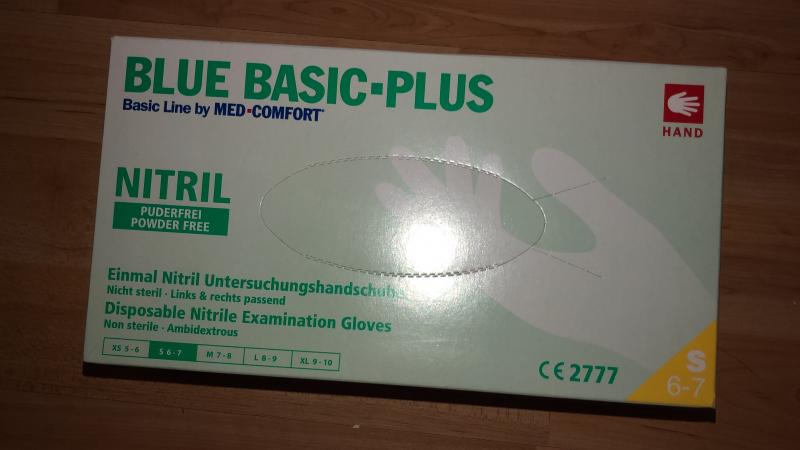 BLUE BASIC-PLUS
Basic Line by MED-COMFORT
HAND
NITRIL
PUDERFREI
POWDER FREE
Einmal Nitril Untersuchungshandschuhe
Nicht steril · Links & rechts passend
Disposable Nitrile Examination Gloves
Non sterile · Ambidextrous
XS 5-6 S 6-7 M 7-8 L 8-9 XL 9-10
CE 2777
S
6-7